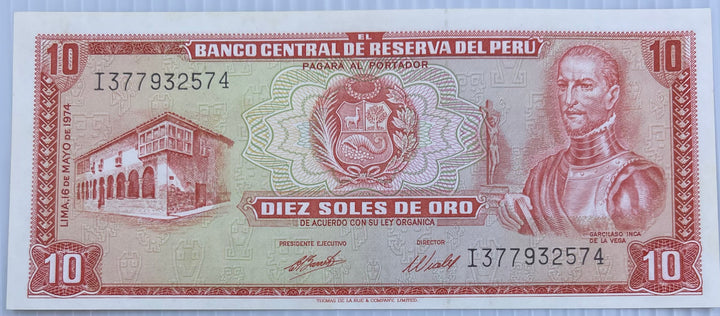 10
EL
BANCO CENTRAL DE RESERVA DEL PERÚ
10
PAGARA AL PORTADOR
I377932574
LIMA, 16 DE MAYO DE 1974
DIEZ SOLES DE ORO
DE ACUERDO CON SU LEY ORGANICA
GARCILASO INCA
DE LA VEGA
PRESIDENTE EJECUTIVO
DIRECTOR
I377932574
10
10
THOMAS DE LA RUE & COMPANY, LIMITED.